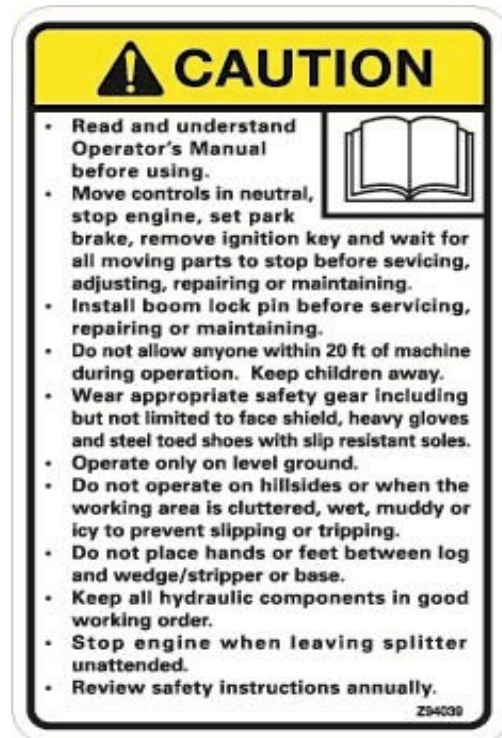 CAUTION
• Read and understand
Operator's Manual
before using.
• Move controls in neutral,
stop engine, set park
brake, remove ignition key and wait for
all moving parts to stop before sevicing,
adjusting, repairing or maintaining.
• Install boom lock pin before servicing,
repairing or maintaining.
• Do not allow anyone within 20 ft of machine
during operation. Keep children away.
• Wear appropriate safety gear including
but not limited to face shield, heavy gloves
and steel toed shoes with slip resistant soles.
• Operate only on level ground.
• Do not operate on hillsides or when the
working area is cluttered, wet, muddy or
icy to prevent slipping or tripping.
• Do not place hands or feet between log
and wedge/stripper or base.
• Keep all hydraulic components in good
working order.
• Stop engine when leaving splitter
unattended.
• Review safety instructions annually.
Z94039